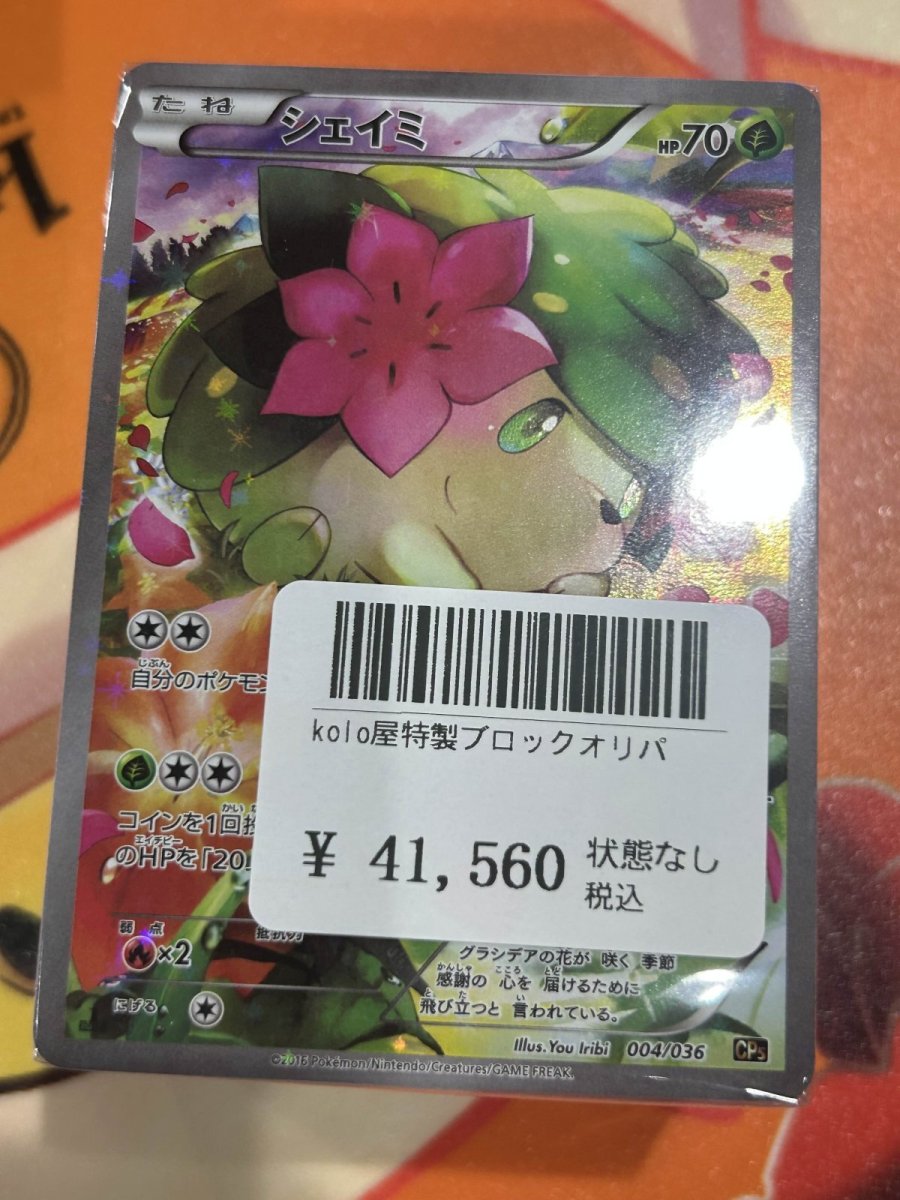 たね
シェイミ
HP70
じぶん
自分のポケモン
kolo屋特製ブロックオリパ
コインを1回投
エイチピー
のHPを「20」
¥ 41,560
状態なし
税込
弱点
×2
にげる
グラシデアの花が 咲く 季節
かんしゃ こころ とど
感謝の 心を 届けるために
と た い
飛び立つと 言われている。
Illus.You Iribi 004/036 CP5
©2016 Pokémon/Nintendo/Creatures/GAME FREAK.